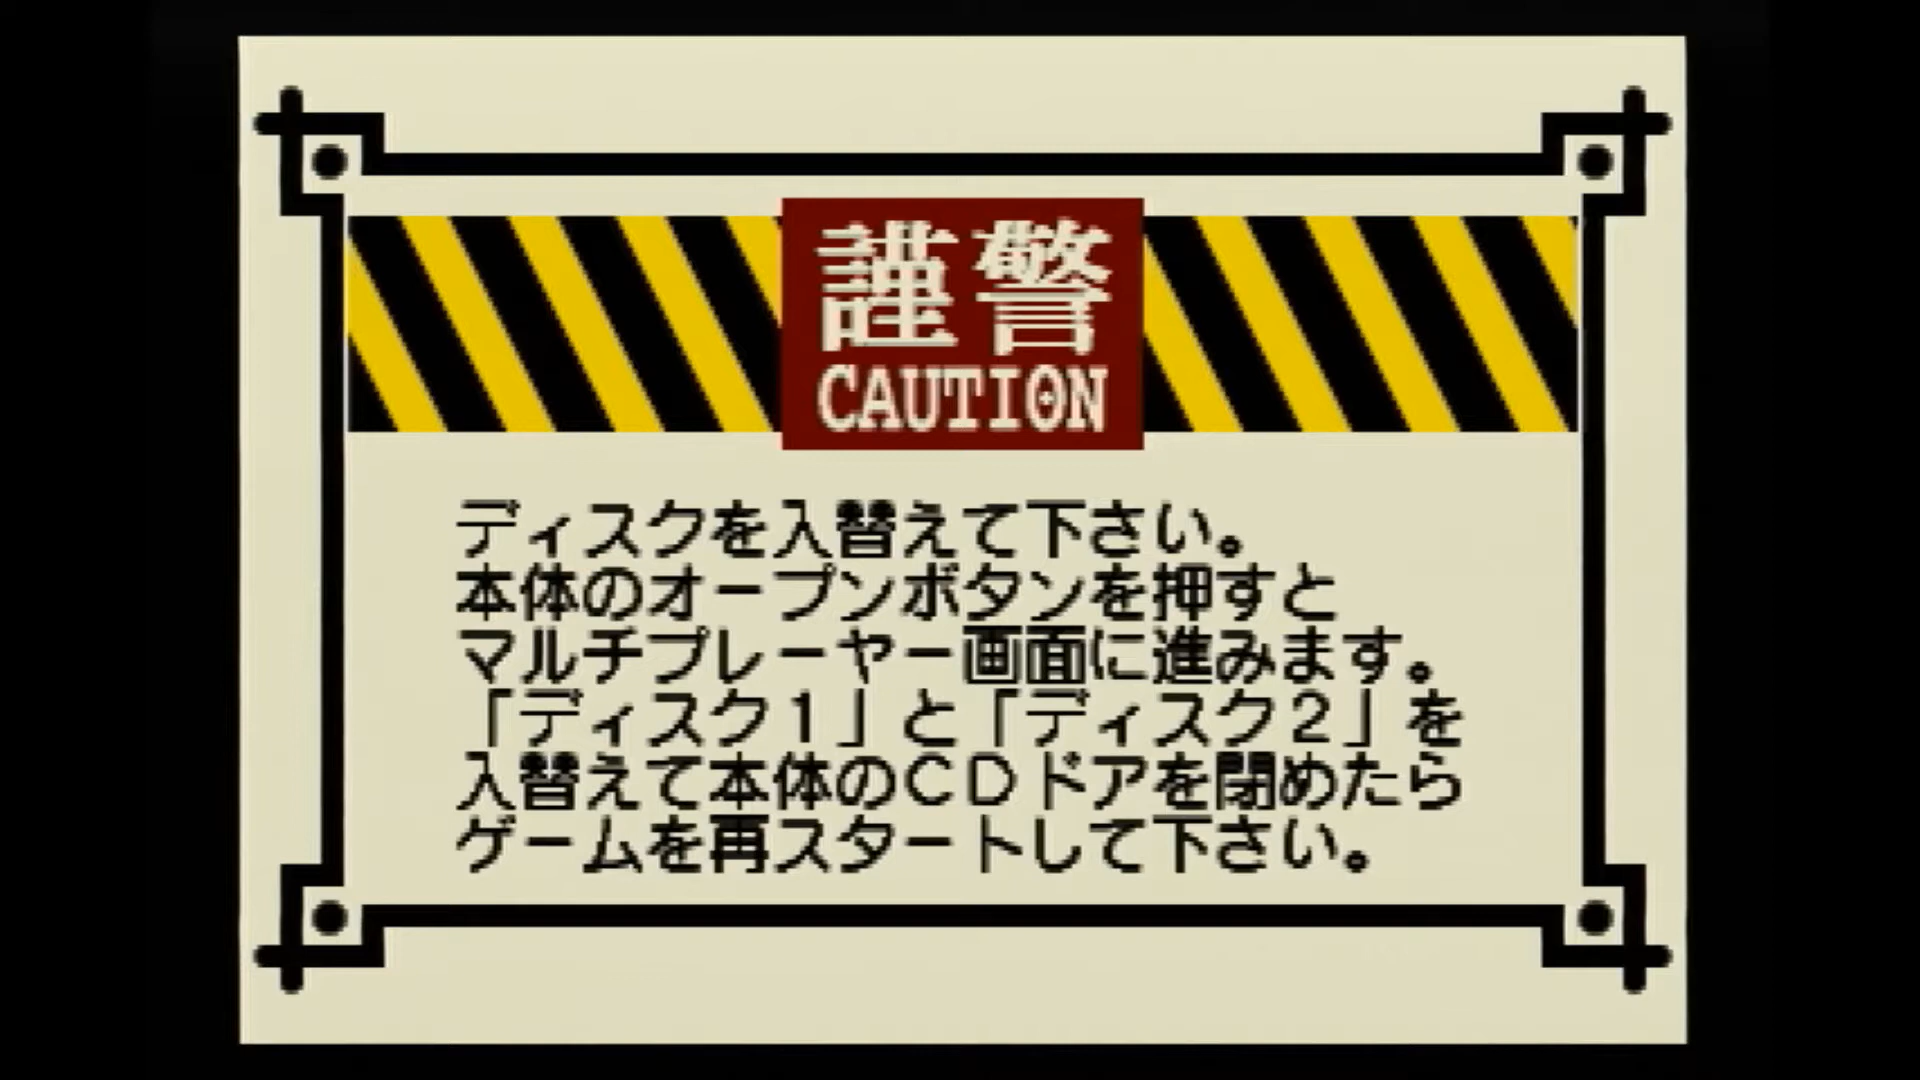 謹警
CAUTION
ディスクを入替えて下さい。
本体のオープンボタンを押すと
マルチプレーヤー画面に進みます。
「ディスク１」と「ディスク２」を
入替えて本体のＣＤドアを閉めたら
ゲームを再スタートして下さい。